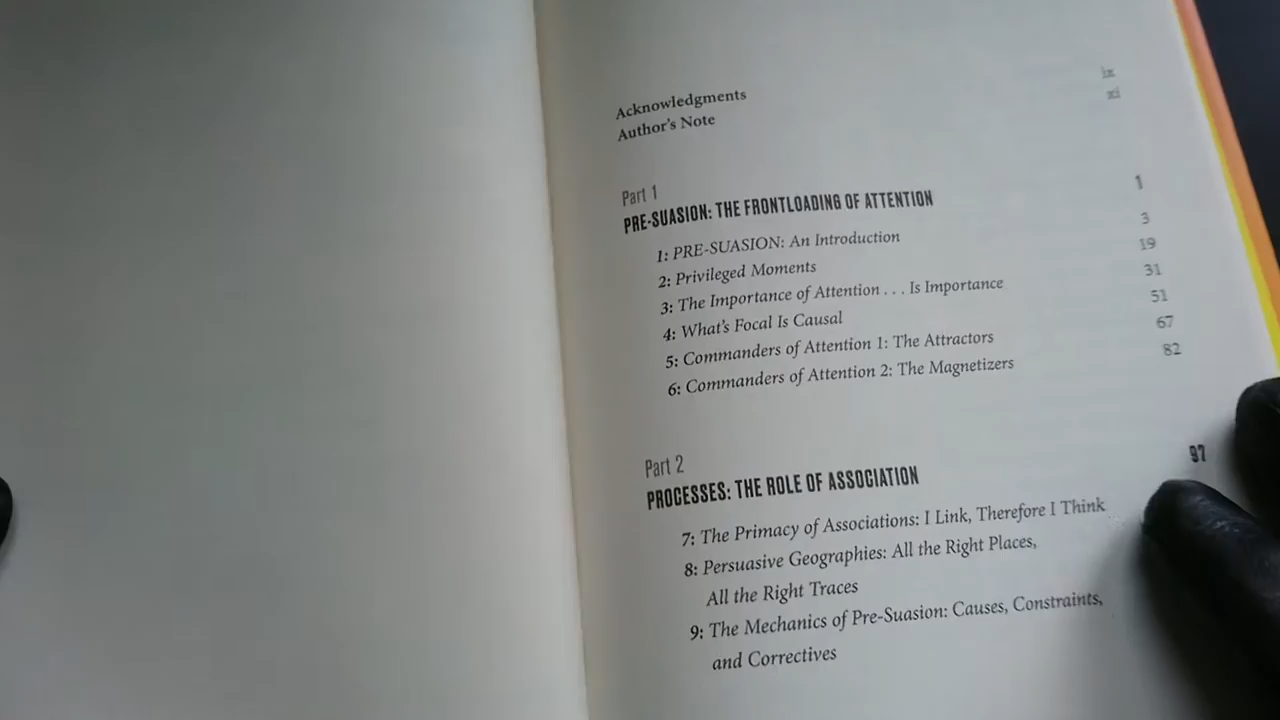 Acknowledgments ix
Author's Note xi
Part 1
PRE-SUASION: THE FRONTLOADING OF ATTENTION 1
1: PRE-SUASION: An Introduction 3
2: Privileged Moments 19
3: The Importance of Attention . . . Is Importance 31
4: What's Focal Is Causal 51
5: Commanders of Attention 1: The Attractors 67
6: Commanders of Attention 2: The Magnetizers 82
Part 2
PROCESSES: THE ROLE OF ASSOCIATION 97
7: The Primacy of Associations: I Link, Therefore I Think
8: Persuasive Geographies: All the Right Places,
All the Right Traces
9: The Mechanics of Pre-Suasion: Causes, Constraints,
and Correctives